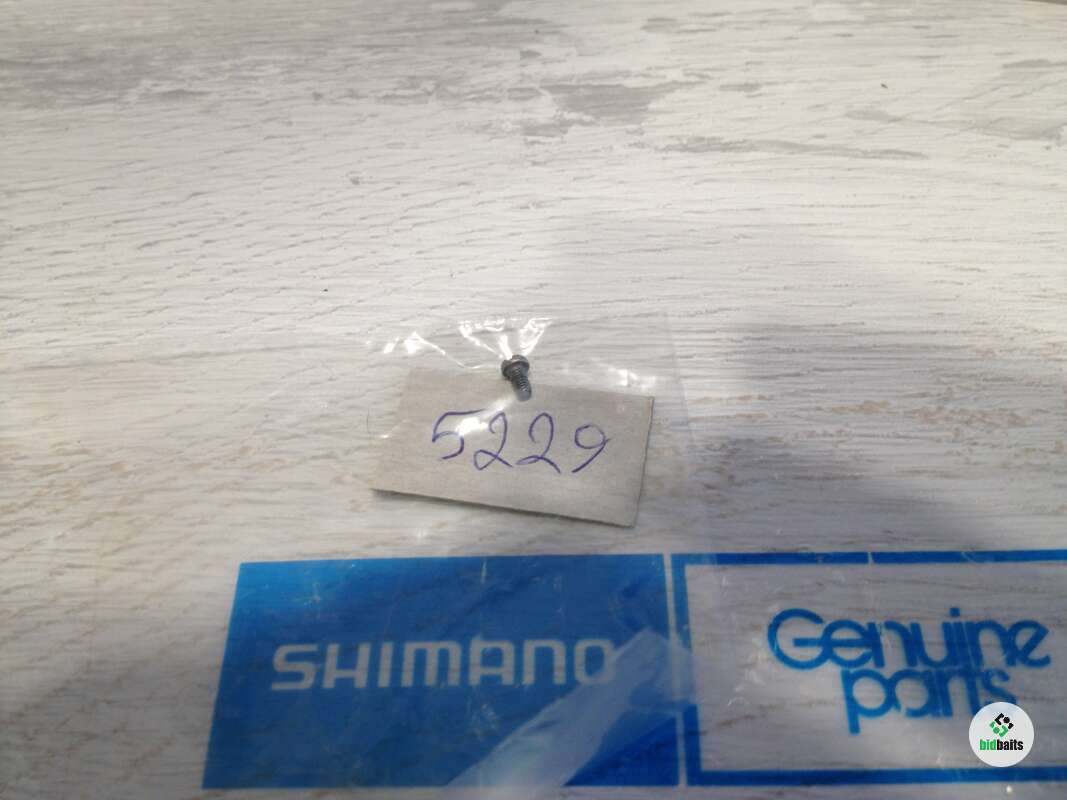 5229
SHIMANO
Genuine
parts
bidbaits